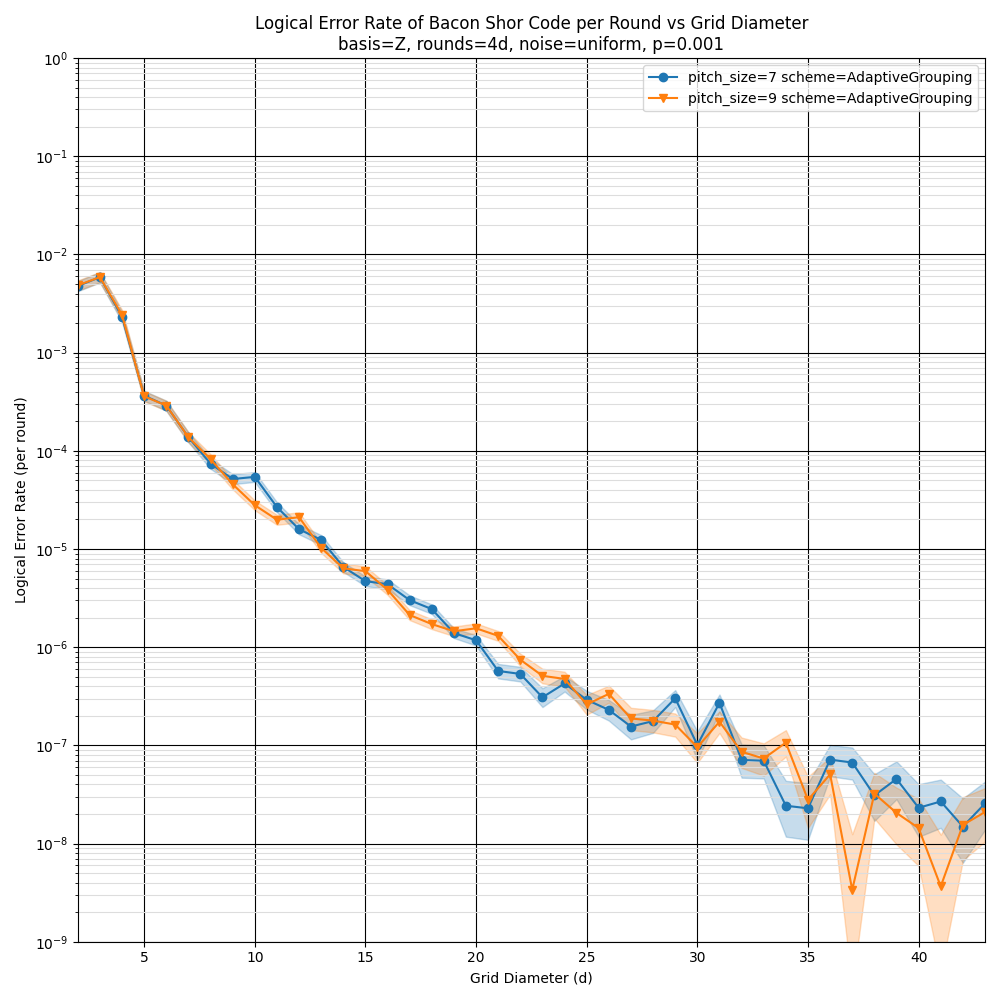 Logical Error Rate of Bacon Shor Code per Round vs Grid Diameter
basis=Z, rounds=4d, noise=uniform, p=0.001
pitch_size=7 scheme=AdaptiveGrouping
pitch_size=9 scheme=AdaptiveGrouping
Logical Error Rate (per round)
10⁰
10⁻¹
10⁻²
10⁻³
10⁻⁴
10⁻⁵
10⁻⁶
10⁻⁷
10⁻⁸
10⁻⁹
5 10 15 20 25 30 35 40
Grid Diameter (d)